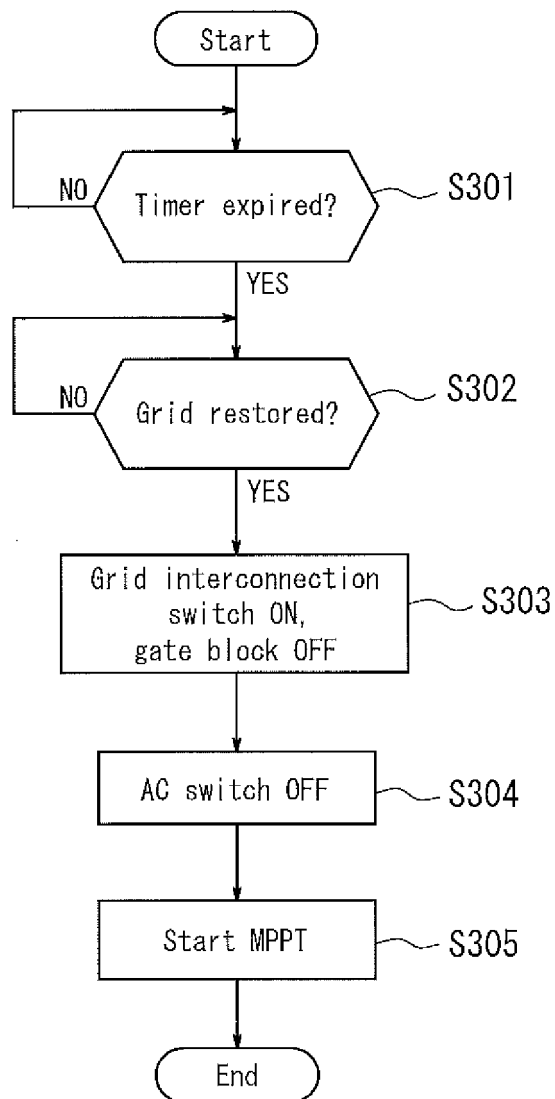 Start
NO
Timer expired?
S301
YES
NO
Grid restored?
S302
YES
Grid interconnection
switch ON,
gate block OFF
S303
AC switch OFF
S304
Start MPPT
S305
End